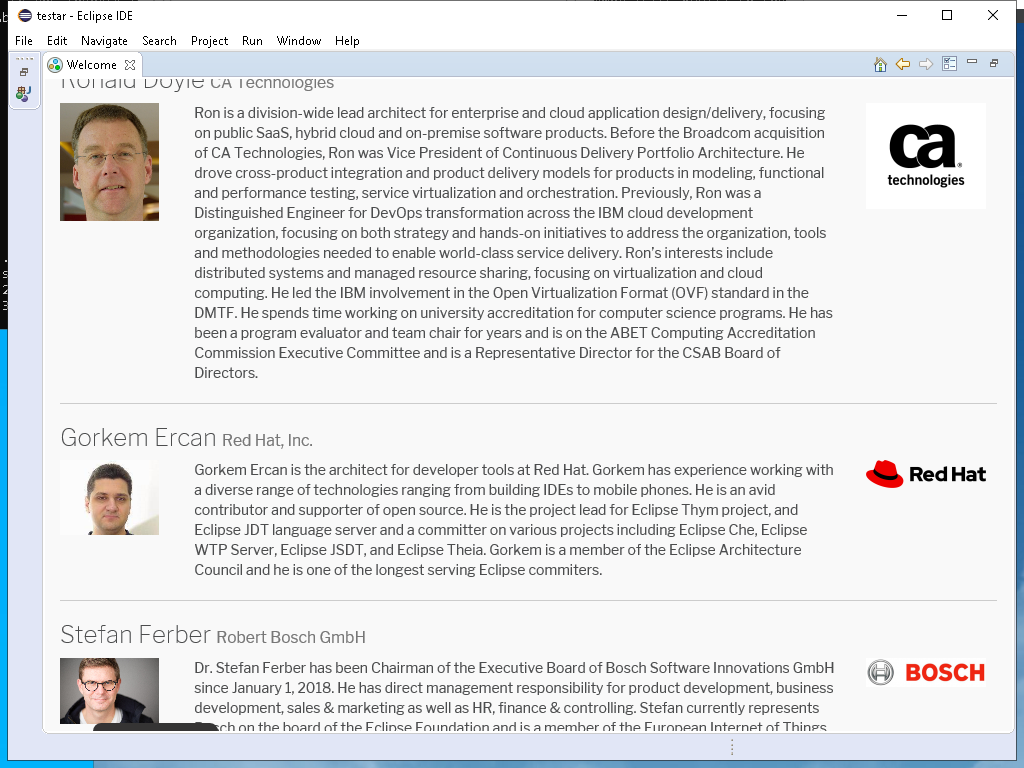 testar - Eclipse IDE
File Edit Navigate Search Project Run Window Help
Welcome
Ronald Doyle CA Technologies
Ron is a division-wide lead architect for enterprise and cloud application design/delivery, focusing
on public SaaS, hybrid cloud and on-premise software products. Before the Broadcom acquisition
of CA Technologies, Ron was Vice President of Continuous Delivery Portfolio Architecture. He
drove cross-product integration and product delivery models for products in modeling, functional
and performance testing, service virtualization and orchestration. Previously, Ron was a
Distinguished Engineer for DevOps transformation across the IBM cloud development
organization, focusing on both strategy and hands-on initiatives to address the organization, tools
and methodologies needed to enable world-class service delivery. Ron's interests include
distributed systems and managed resource sharing, focusing on virtualization and cloud
computing. He led the IBM involvement in the Open Virtualization Format (OVF) standard in the
DMTF. He spends time working on university accreditation for computer science programs. He has
been a program evaluator and team chair for years and is on the ABET Computing Accreditation
Commission Executive Committee and is a Representative Director for the CSAB Board of
Directors.
ca
technologies
Gorkem Ercan Red Hat, Inc.
Gorkem Ercan is the architect for developer tools at Red Hat. Gorkem has experience working with
a diverse range of technologies ranging from building IDEs to mobile phones. He is an avid
contributor and supporter of open source. He is the project lead for Eclipse Thym project, and
Eclipse JDT language server and a committer on various projects including Eclipse Che, Eclipse
WTP Server, Eclipse JSDT, and Eclipse Theia. Gorkem is a member of the Eclipse Architecture
Council and he is one of the longest serving Eclipse commiters.
Red Hat
Stefan Ferber Robert Bosch GmbH
Dr. Stefan Ferber has been Chairman of the Executive Board of Bosch Software Innovations GmbH
since January 1, 2018. He has direct management responsibility for product development, business
development, sales & marketing as well as HR, finance & controlling. Stefan currently represents
Bosch on the board of the Eclipse Foundation and is a member of the European Internet of Things
BOSCH